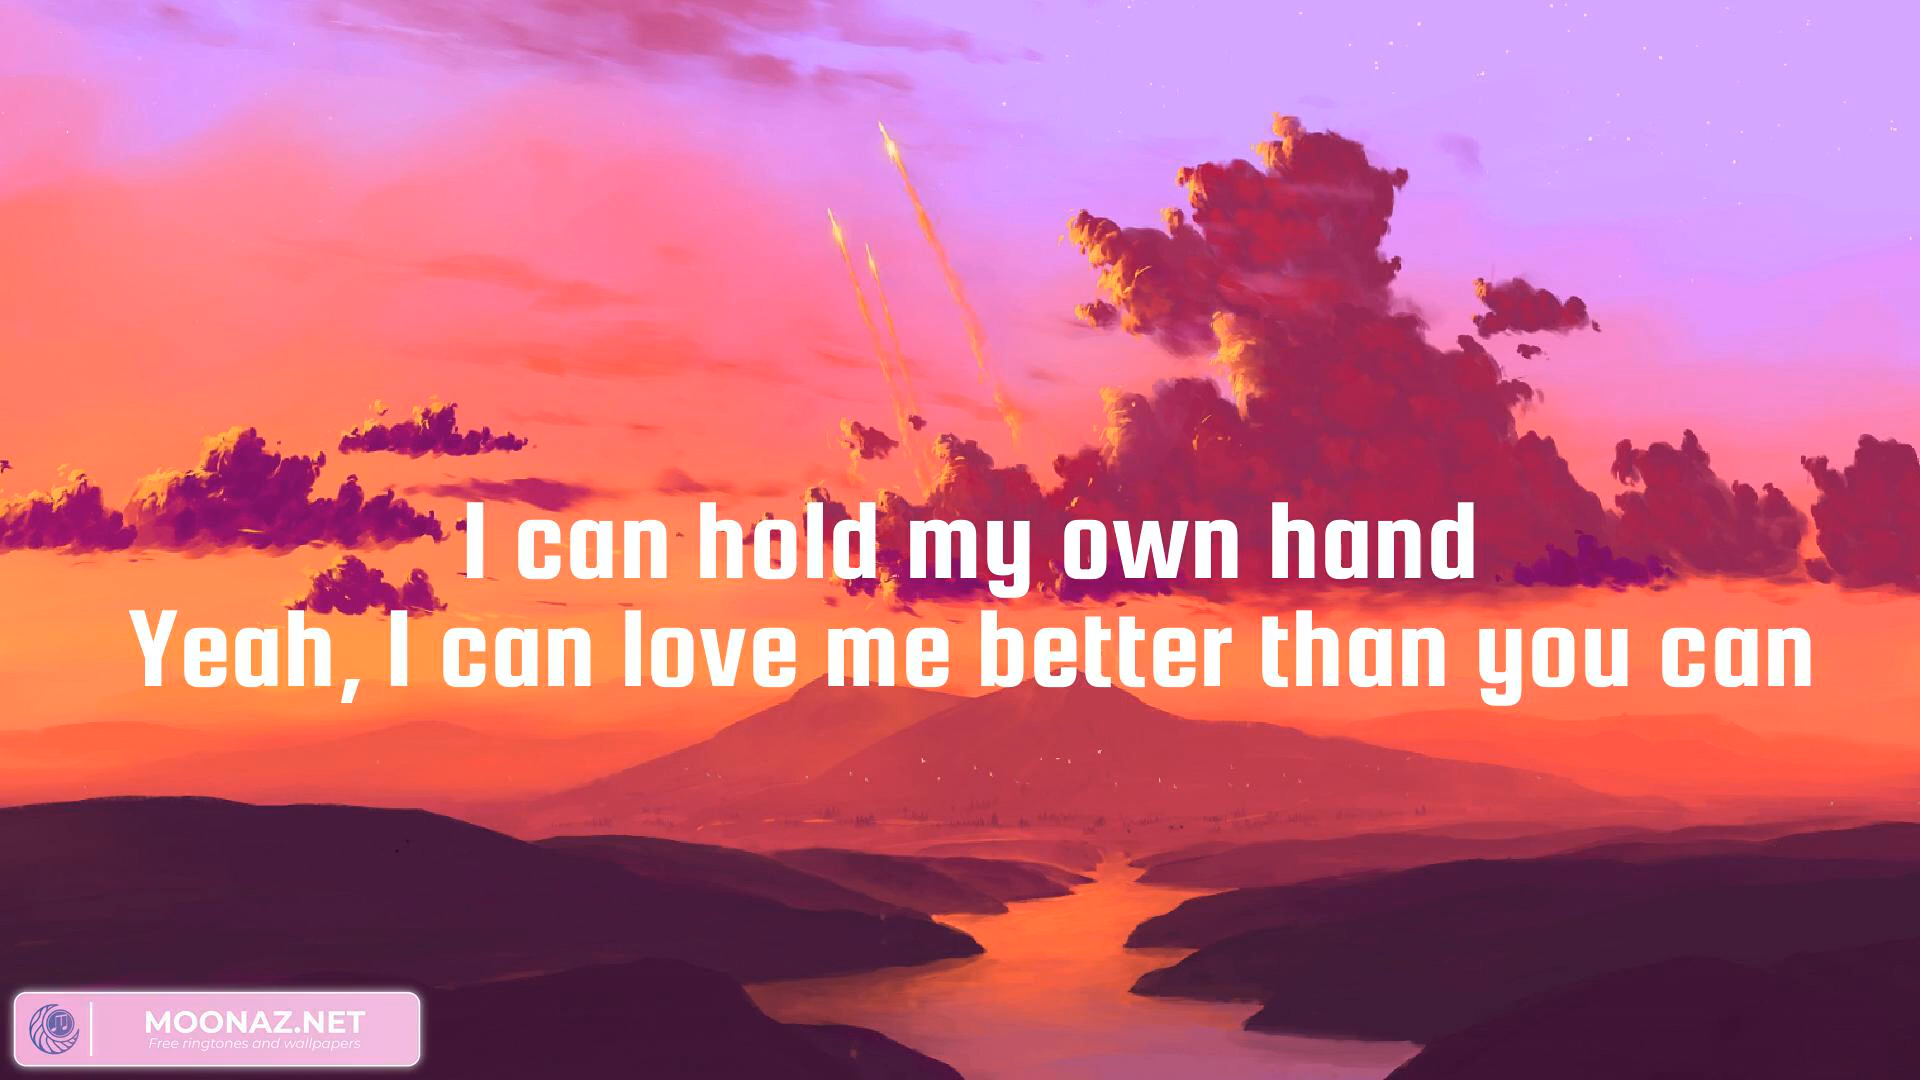 I can hold my own hand
Yeah, I can love me better than you can
MOONAZ.NET
Free ringtones and wallpapers